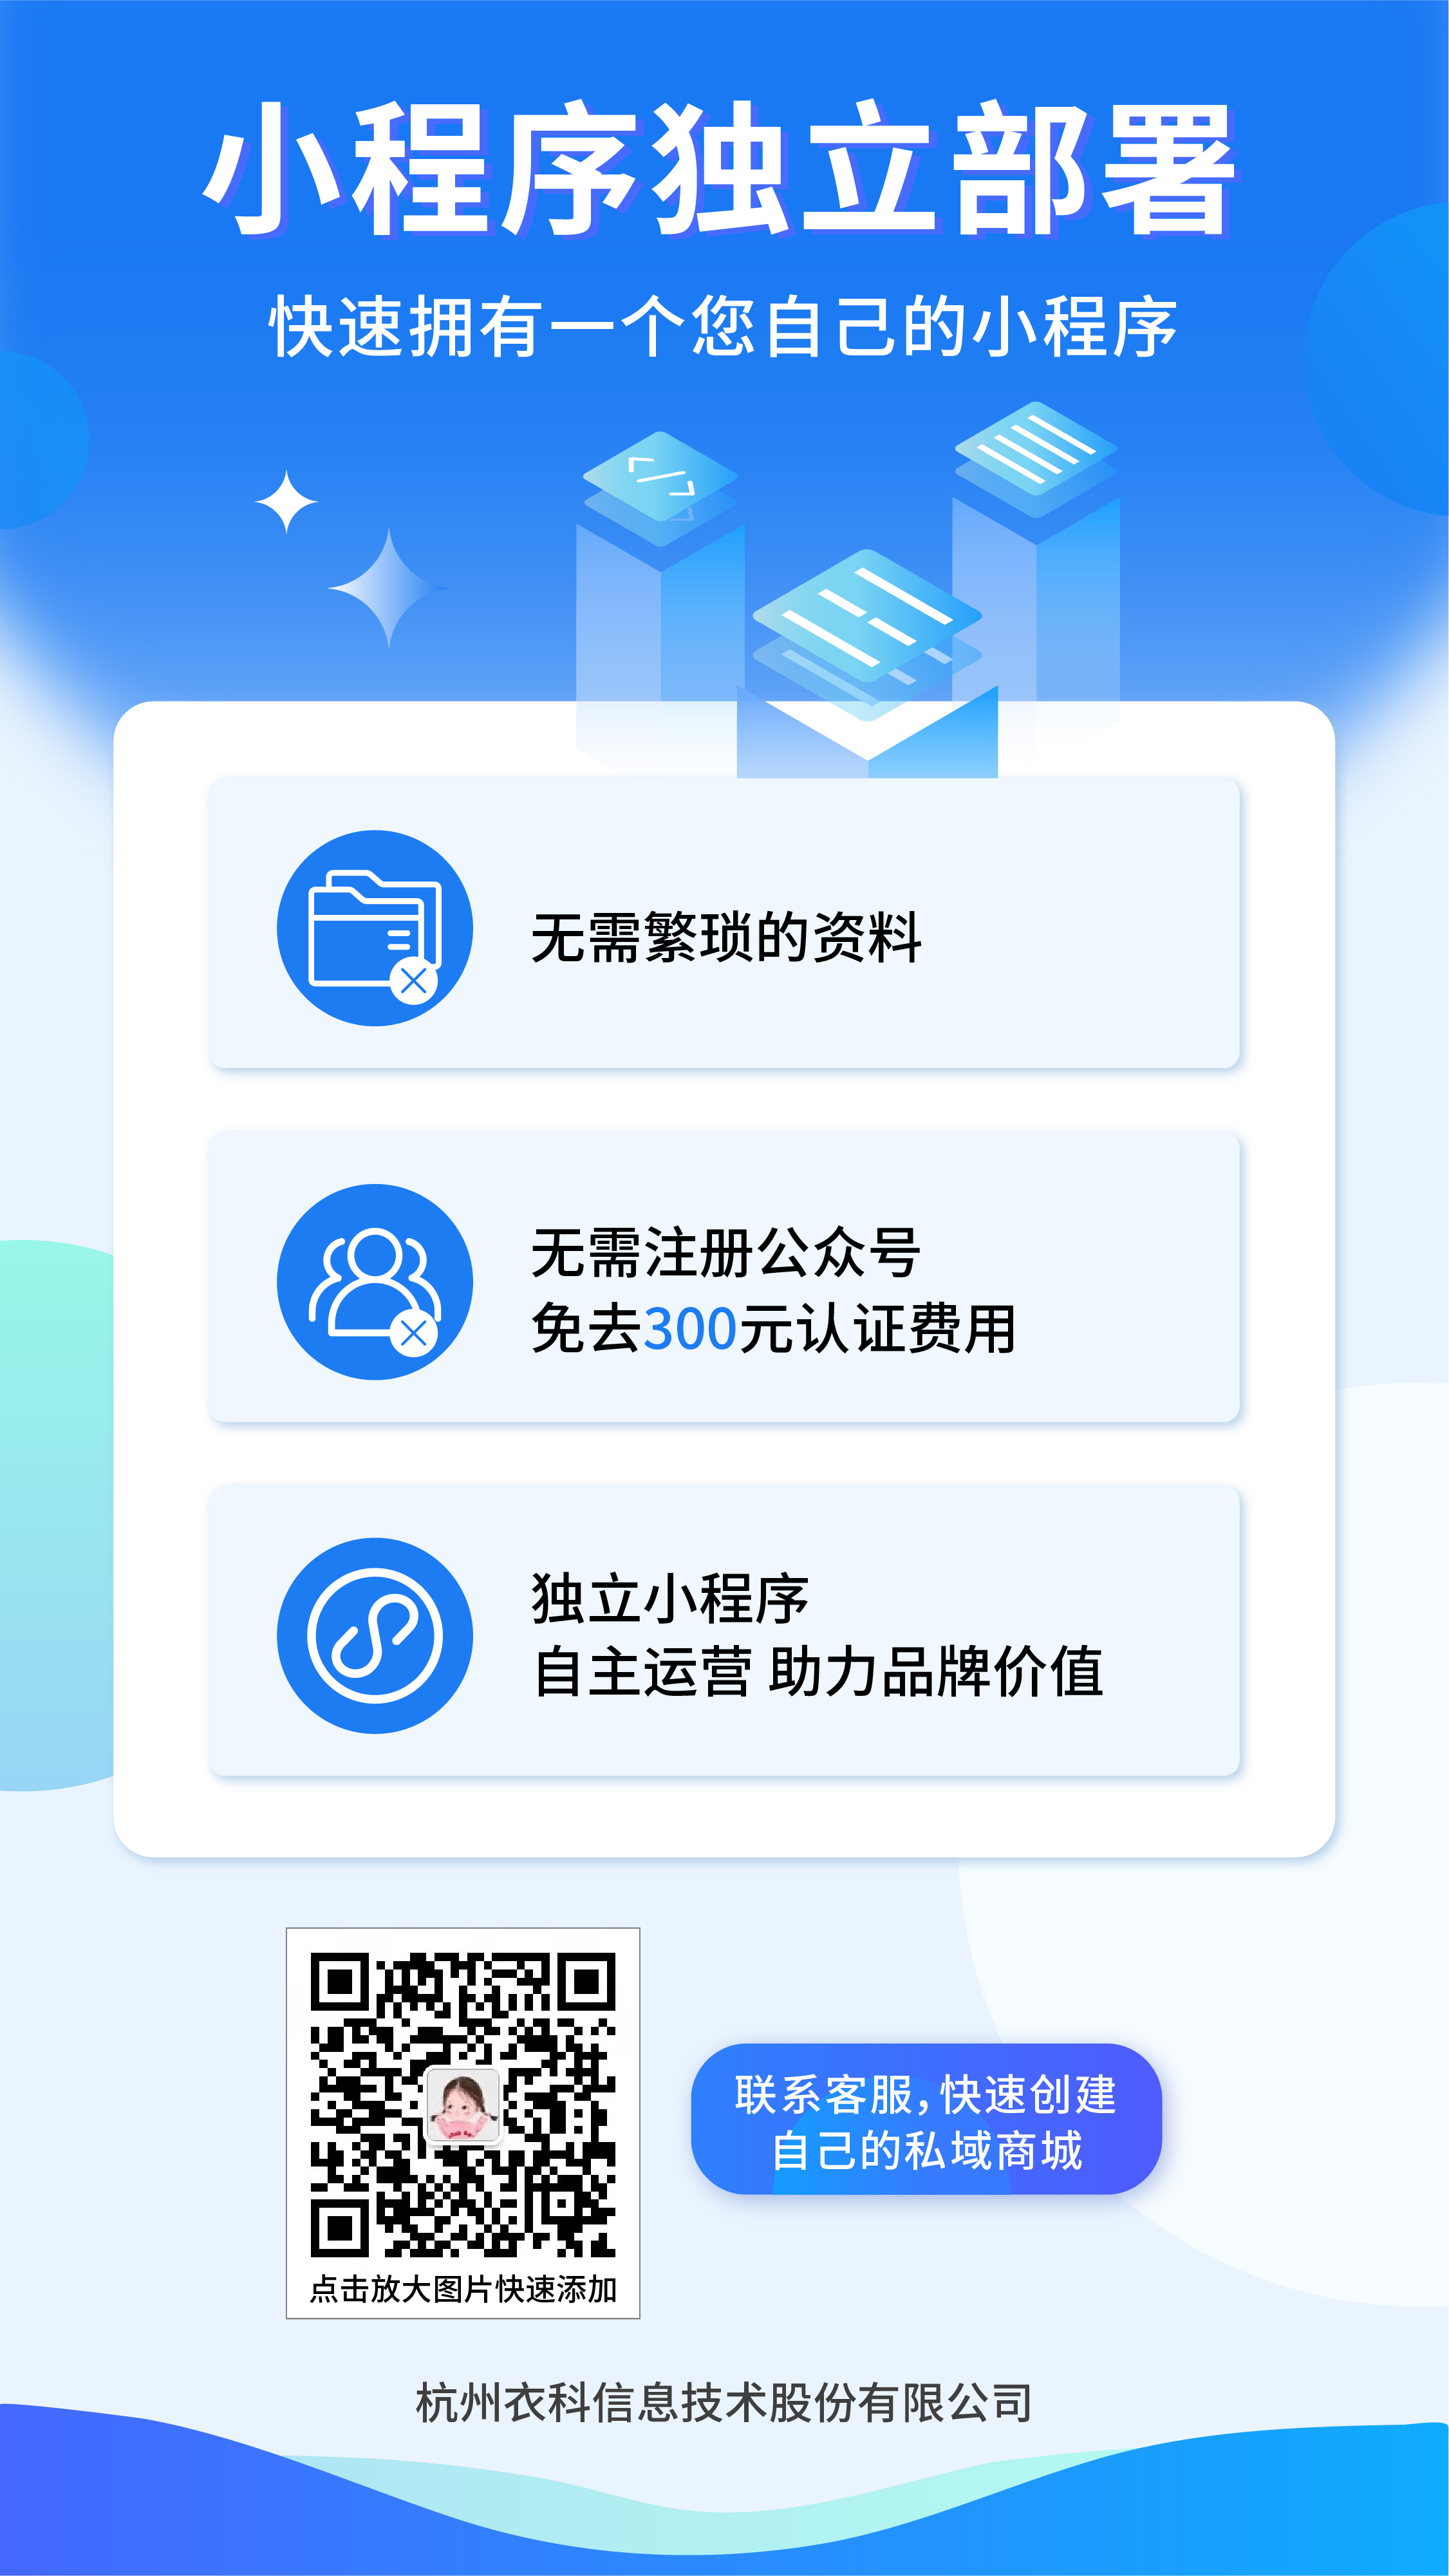 小程序独立部署
快速拥有一个您自己的小程序
</>
无需繁琐的资料
无需注册公众号
免去300元认证费用
独立小程序
自主运营 助力品牌价值
联系客服，快速创建
自己的私域商城
点击放大图片快速添加
杭州衣科信息技术股份有限公司